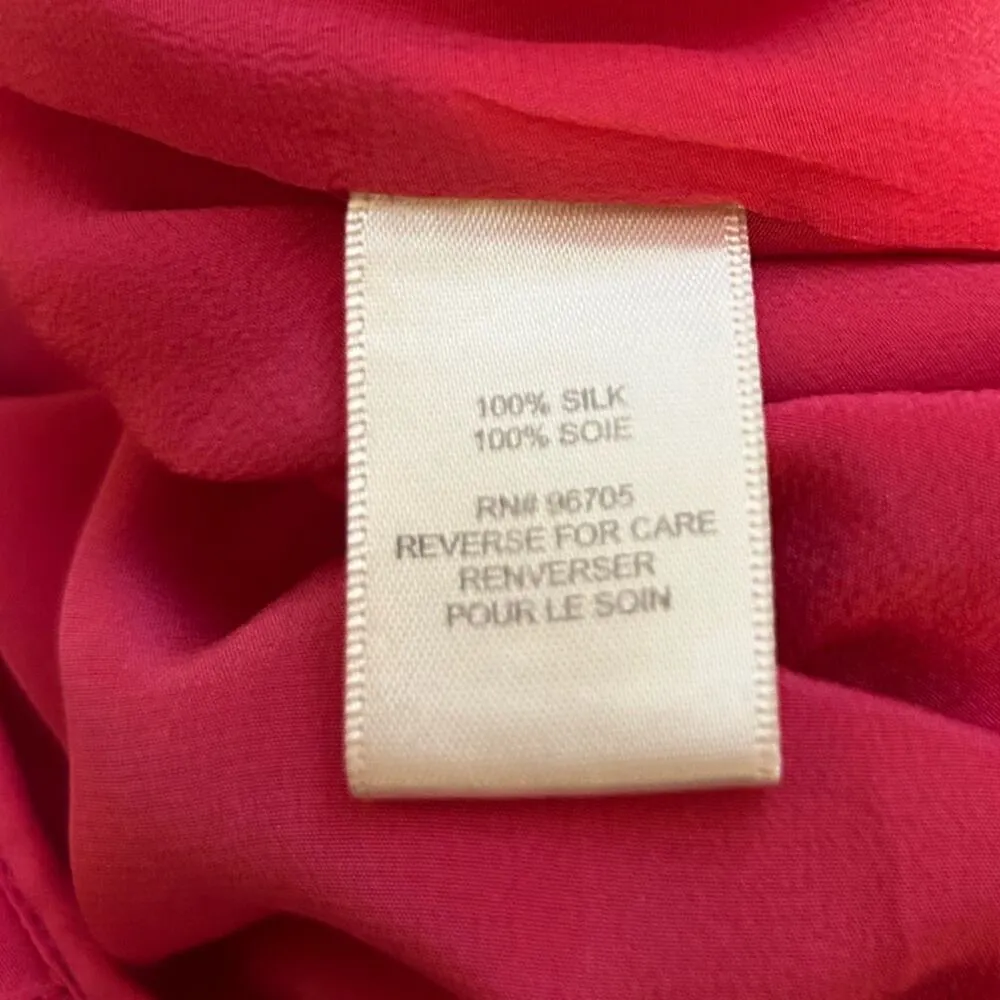 100% SILK
100% SOIE
RN# 96705
REVERSE FOR CARE
RENVERSER
POUR LE SOIN